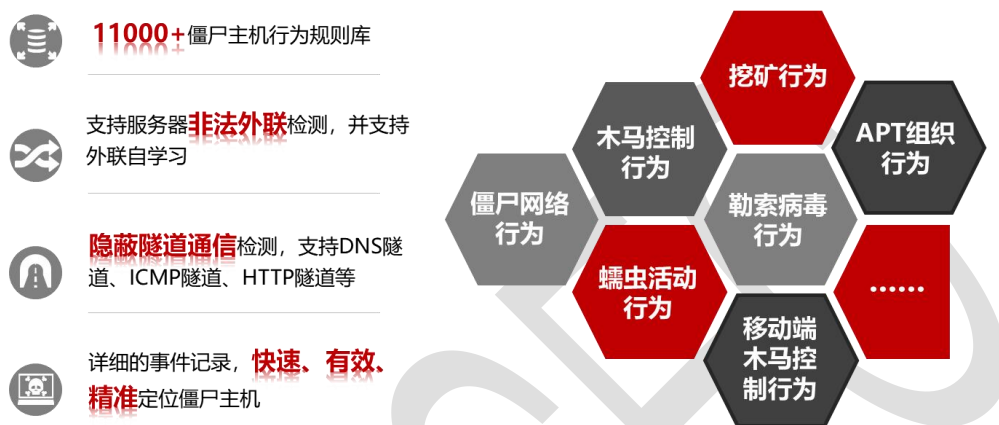 11000+僵尸主机行为规则库
支持服务器非法外联检测，并支持
外联自学习
隐蔽隧道通信检测，支持DNS隧
道、ICMP隧道、HTTP隧道等
详细的事件记录，快速、有效、
精准定位僵尸主机
挖矿行为
木马控制
行为
APT组织
行为
僵尸网络
行为
勒索病毒
行为
蠕虫活动
行为
……
移动端
木马控
制行为